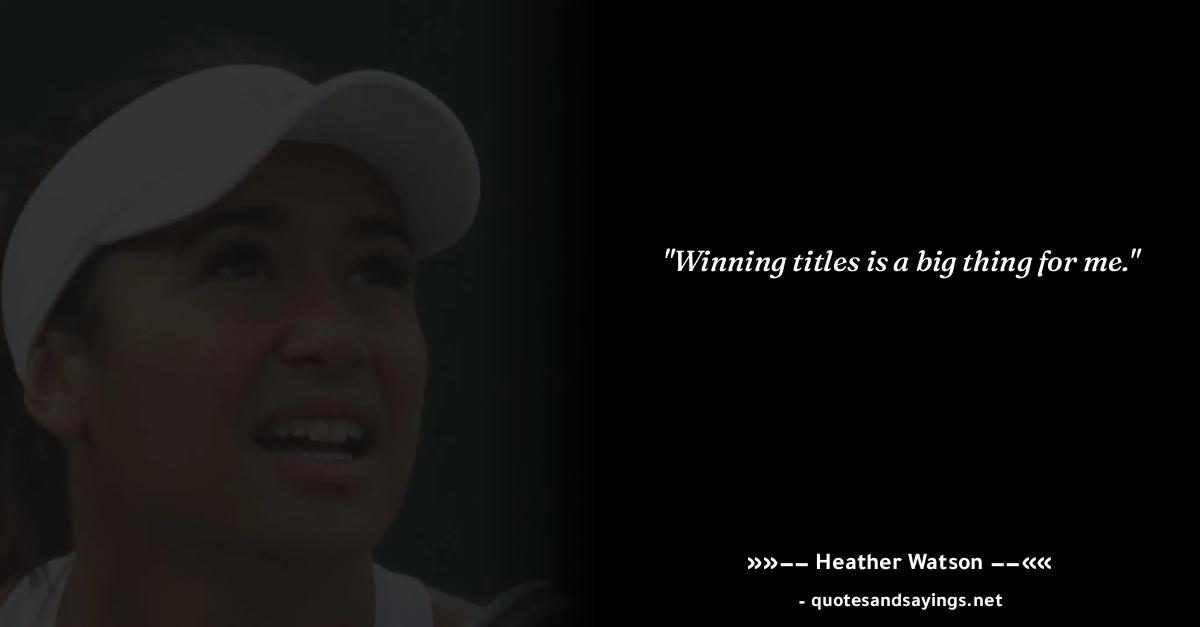 "Winning titles is a big thing for me."
»»−− Heather Watson −−««
- quotesandsayings.net